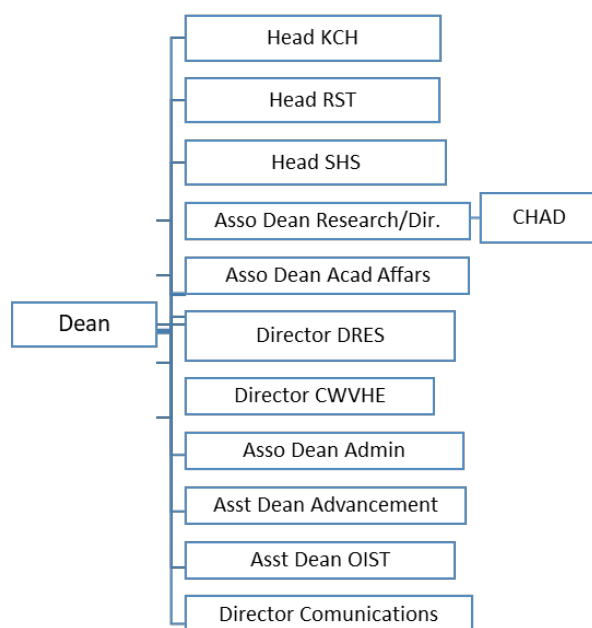 Head KCH
Head RST
Head SHS
Asso Dean Research/Dir.
CHAD
Asso Dean Acad Affars
Dean
Director DRES
Director CWVHE
Asso Dean Admin
Asst Dean Advancement
Asst Dean OIST
Director Comunications